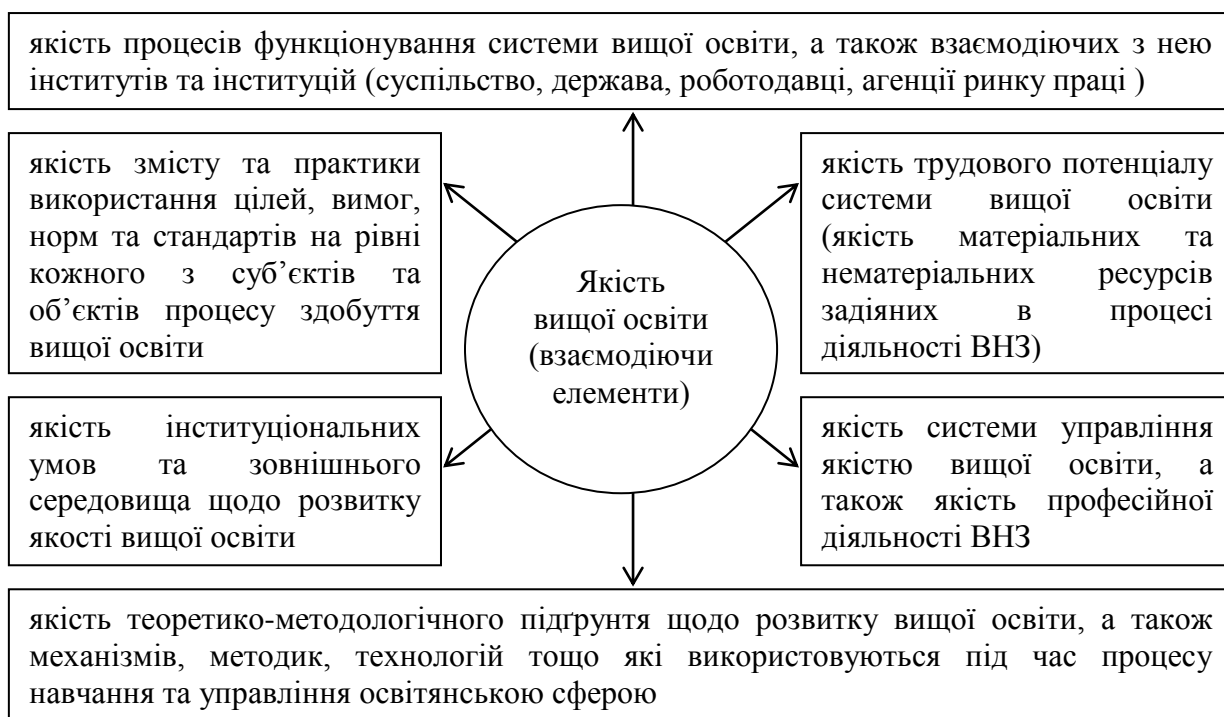 якість процесів функціонування системи вищої освіти, а також взаємодіючих з нею
інститутів та інституцій (суспільство, держава, роботодавці, агенції ринку праці )
якість змісту та практики
використання цілей, вимог,
норм та стандартів на рівні
кожного з суб’єктів та
об’єктів процесу здобуття
вищої освіти
якість трудового потенціалу
системи вищої освіти
(якість матеріальних та
нематеріальних ресурсів
задіяних в процесі
діяльності ВНЗ)
Якість
вищої освіти
(взаємодіючи
елементи)
якість інституціональних
умов та зовнішнього
середовища щодо розвитку
якості вищої освіти
якість системи управління
якістю вищої освіти, а
також якість професійної
діяльності ВНЗ
якість теоретико-методологічного підґрунтя щодо розвитку вищої освіти, а також
механізмів, методик, технологій тощо які використовуються під час процесу
навчання та управління освітянською сферою